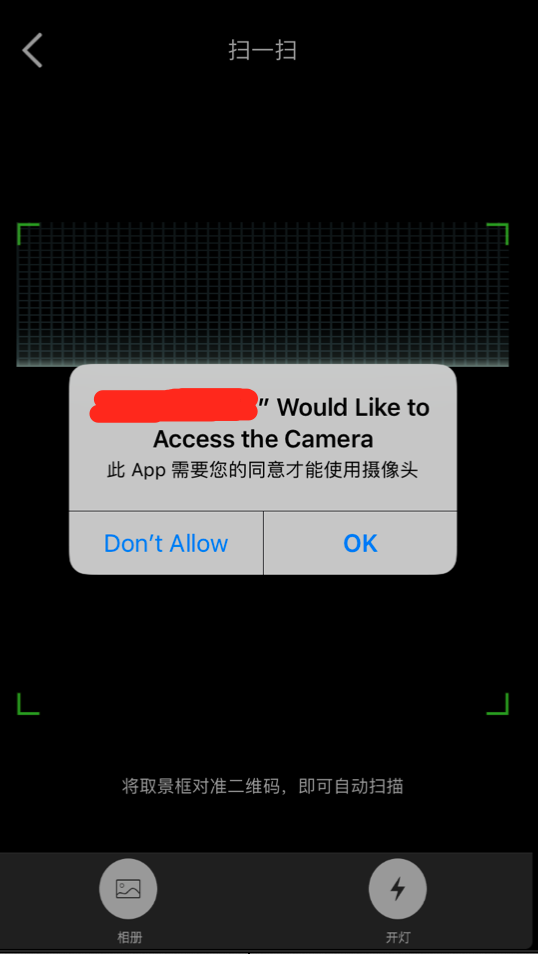 扫一扫
” Would Like to
Access the Camera
此 App 需要您的同意才能使用摄像头
Don’t Allow
OK
将取景框对准二维码，即可自动扫描
相册
开灯